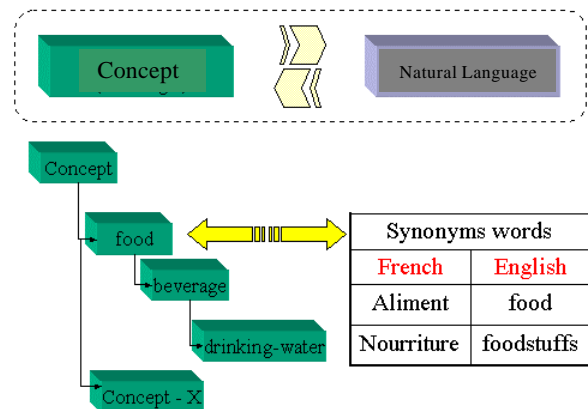 Concept
Natural Language
Concept
food
beverage
drinking-water
Concept - X
Synonyms words
French English
Aliment food
Nourriture foodstuffs